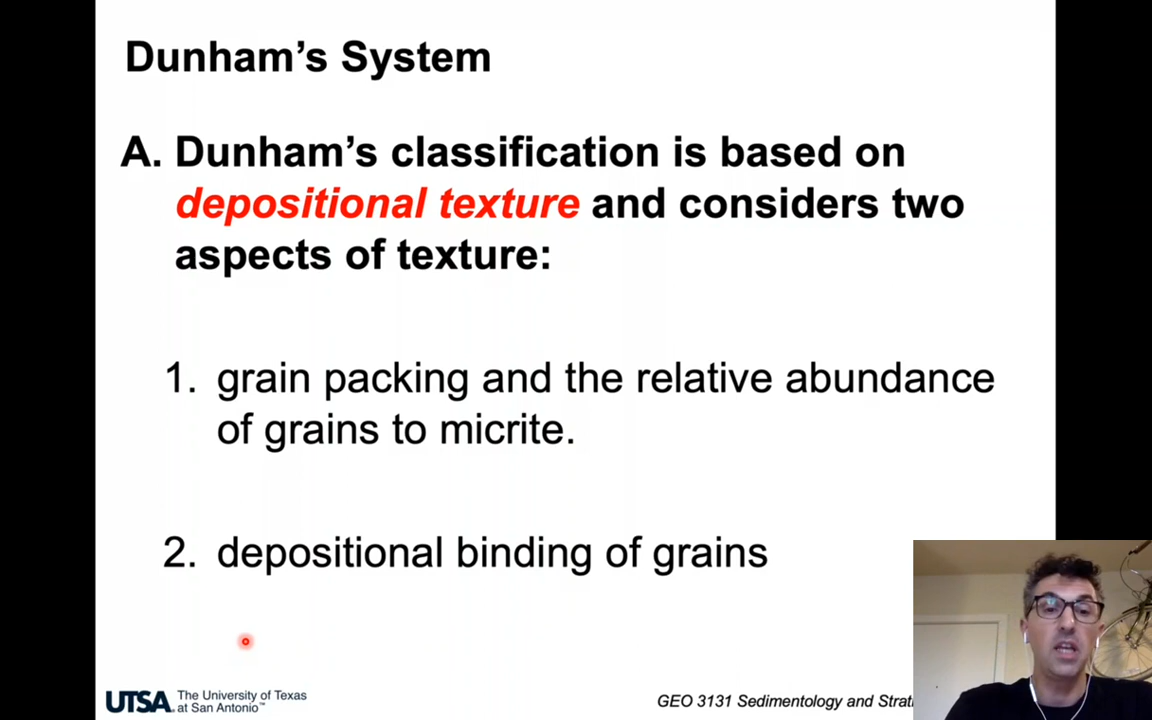 Dunham’s System
A. Dunham’s classification is based on
depositional texture and considers two
aspects of texture:
1. grain packing and the relative abundance
of grains to micrite.
2. depositional binding of grains
UTSA The University of Texas
at San Antonio™
GEO 3131 Sedimentology and Strati